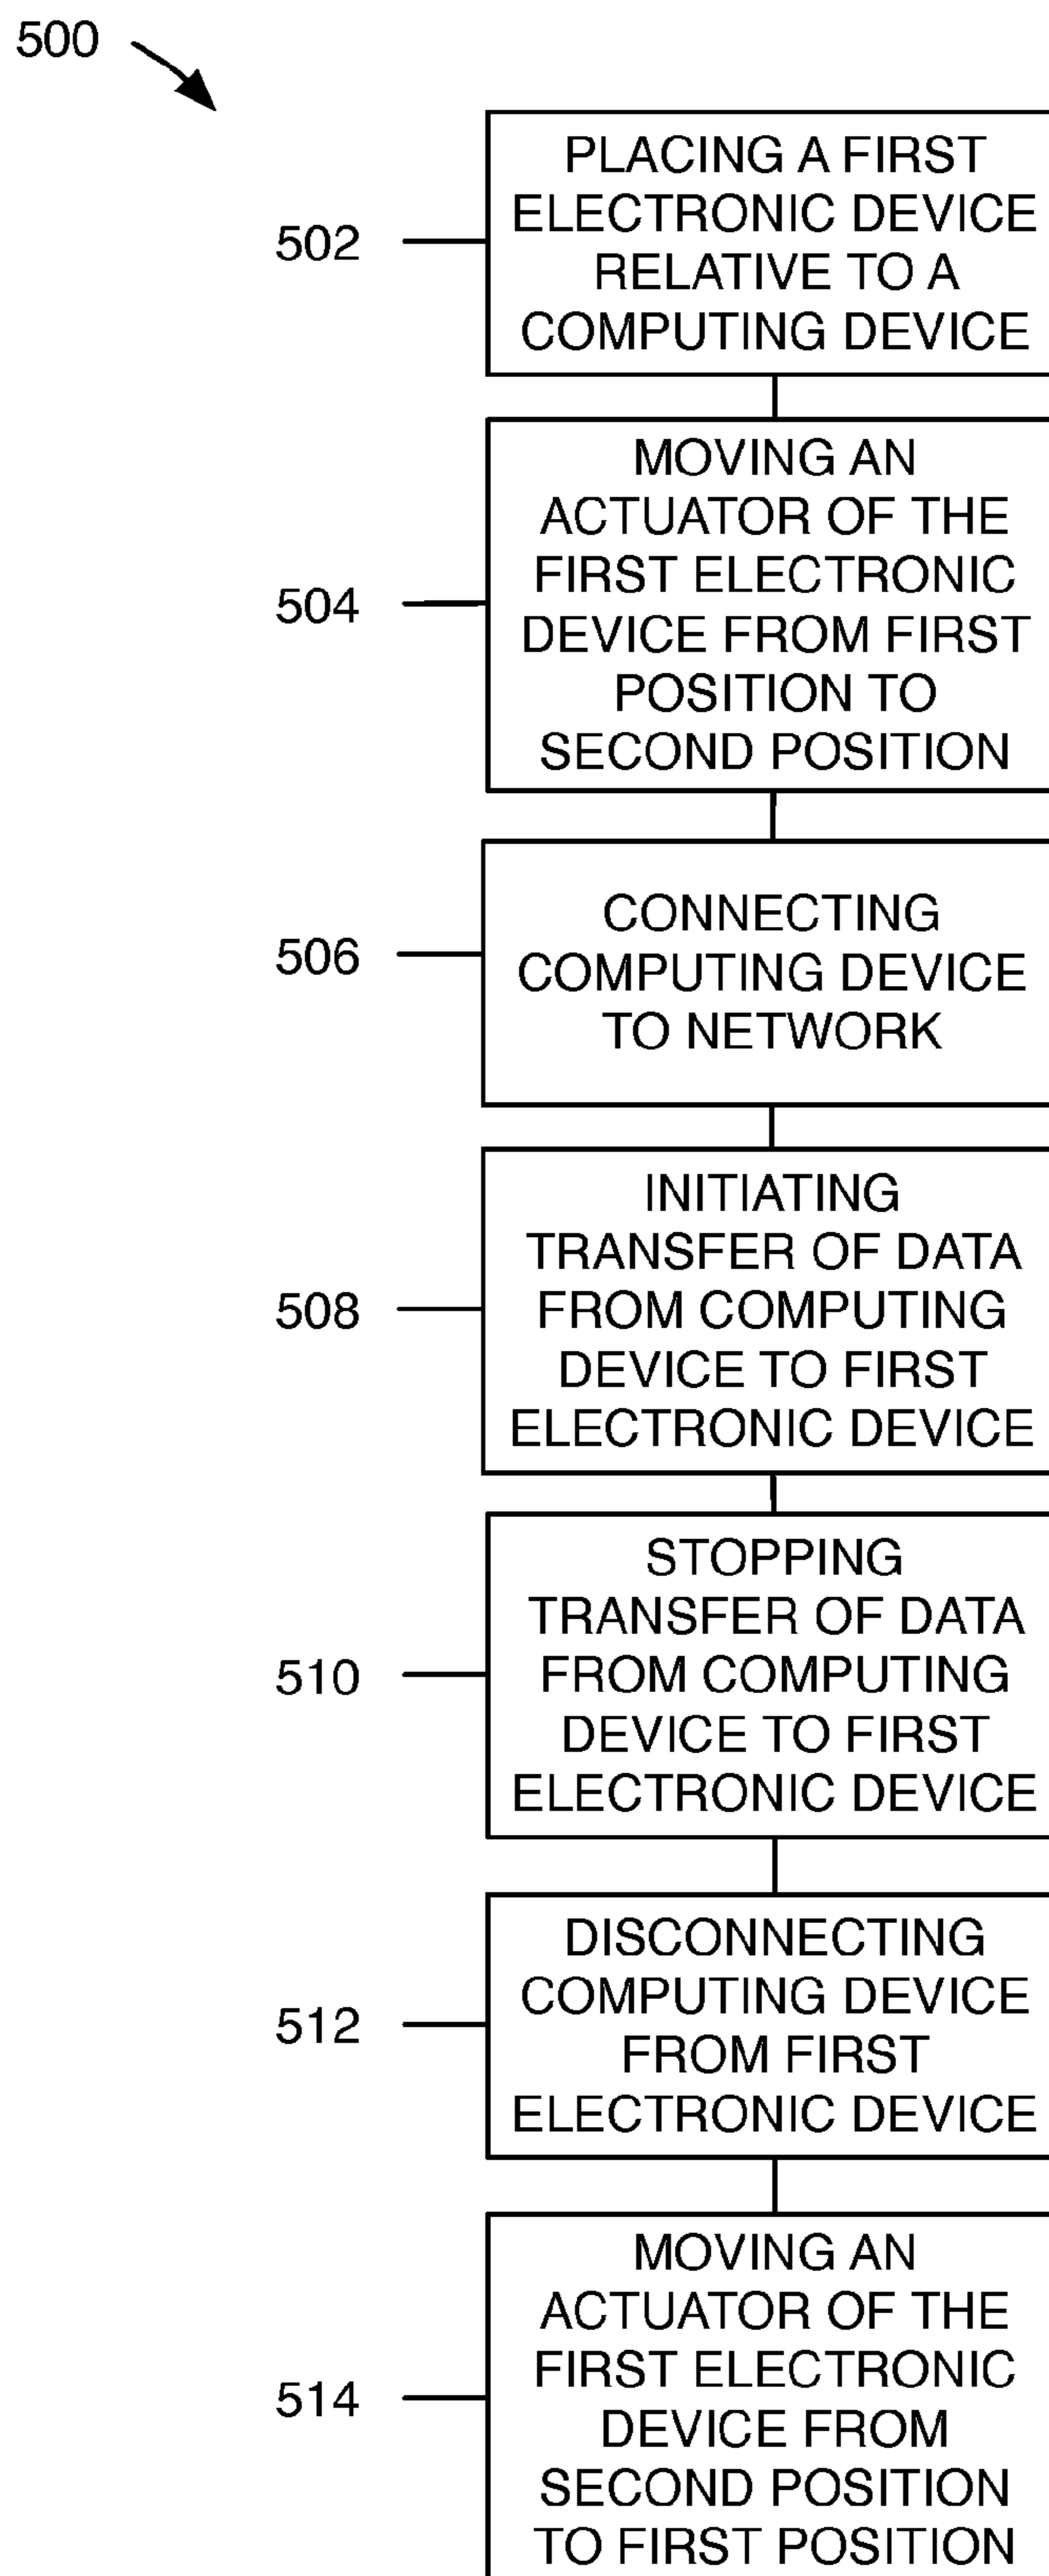 500
502
PLACING A FIRST
ELECTRONIC DEVICE
RELATIVE TO A
COMPUTING DEVICE
504
MOVING AN
ACTUATOR OF THE
FIRST ELECTRONIC
DEVICE FROM FIRST
POSITION TO
SECOND POSITION
506
CONNECTING
COMPUTING DEVICE
TO NETWORK
508
INITIATING
TRANSFER OF DATA
FROM COMPUTING
DEVICE TO FIRST
ELECTRONIC DEVICE
510
STOPPING
TRANSFER OF DATA
FROM COMPUTING
DEVICE TO FIRST
ELECTRONIC DEVICE
512
DISCONNECTING
COMPUTING DEVICE
FROM FIRST
ELECTRONIC DEVICE
514
MOVING AN
ACTUATOR OF THE
FIRST ELECTRONIC
DEVICE FROM
SECOND POSITION
TO FIRST POSITION